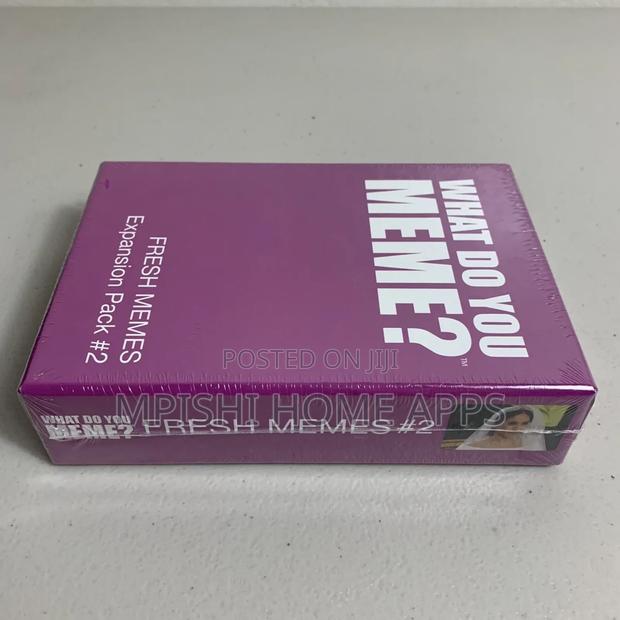 WHAT DO YOU
MEME?™
FRESH MEMES
Expansion Pack #2
POSTED ON JIJI
MPISHI HOME APPS
WHAT DO YOU
MEME? FRESH MEMES #2